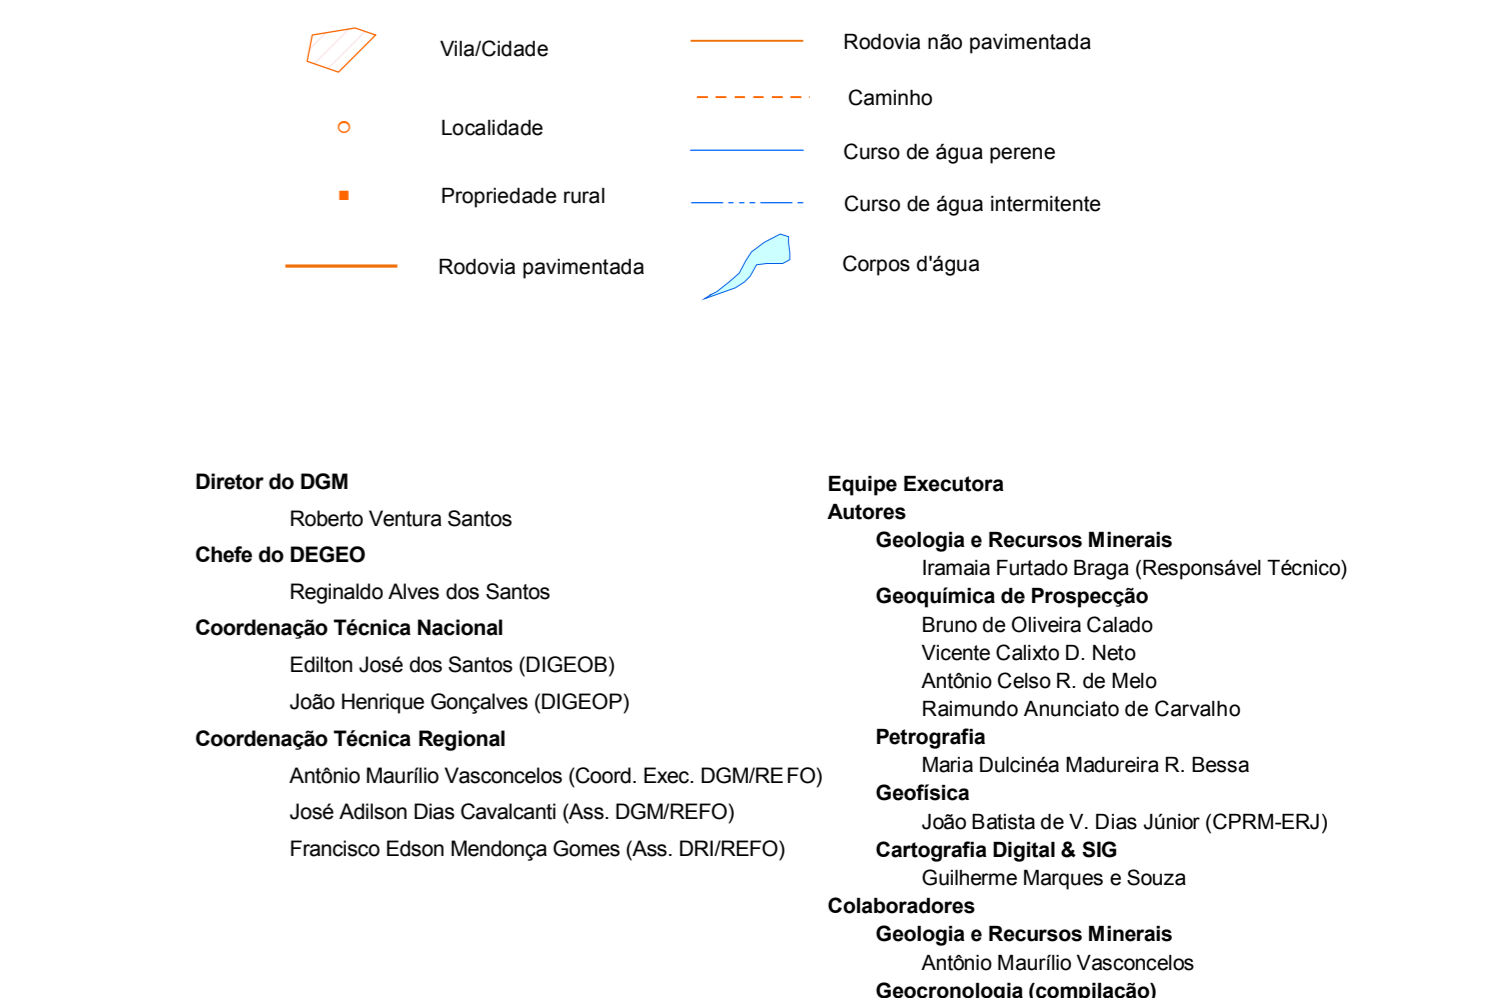 Vila/Cidade
Localidade
Propriedade rural
Rodovia pavimentada
Rodovia não pavimentada
Caminho
Curso de água perene
Curso de água intermitente
Corpos d'água
Diretor do DGM
Roberto Ventura Santos
Chefe do DEGEO
Reginaldo Alves dos Santos
Coordenação Técnica Nacional
Edilton José dos Santos (DIGEOB)
João Henrique Gonçalves (DIGEOP)
Coordenação Técnica Regional
Antônio Maurílio Vasconcelos (Coord. Exec. DGM/REFO)
José Adilson Dias Cavalcanti (Ass. DGM/REFO)
Francisco Edson Mendonça Gomes (Ass. DRI/REFO)
Equipe Executora
Autores
Geologia e Recursos Minerais
Iramaia Furtado Braga (Responsável Técnico)
Geoquímica de Prospecção
Bruno de Oliveira Calado
Vicente Calixto D. Neto
Antônio Celso R. de Melo
Raimundo Anunciato de Carvalho
Petrografia
Maria Dulcinéa Madureira R. Bessa
Geofísica
João Batista de V. Dias Júnior (CPRM-ERJ)
Cartografia Digital & SIG
Guilherme Marques e Souza
Colaboradores
Geologia e Recursos Minerais
Antônio Maurílio Vasconcelos
Geocronologia (compilação)